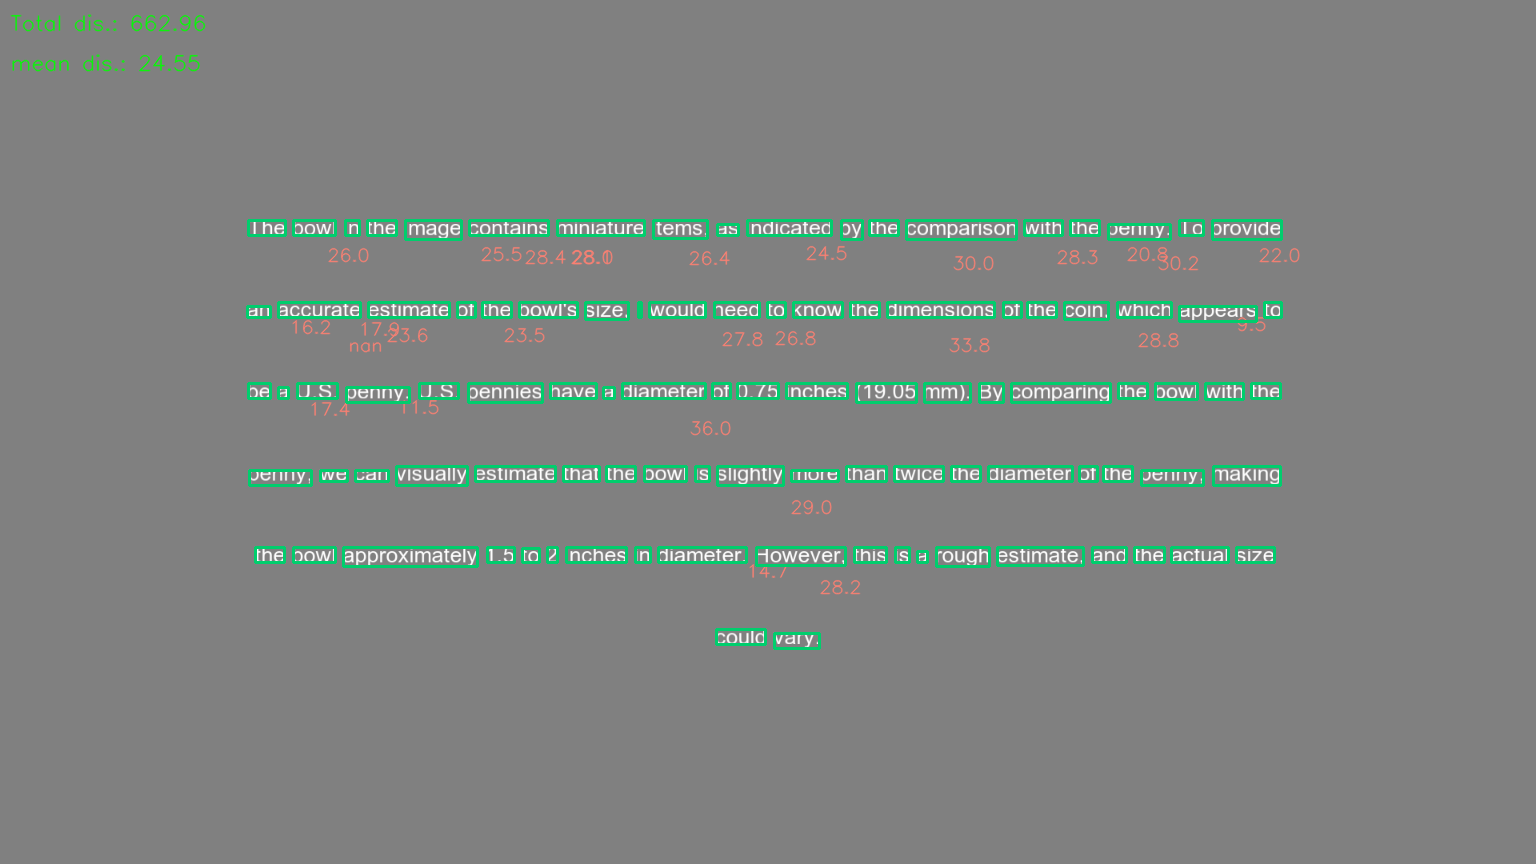 Total dis.: 662.96
mean dis.: 24.55
The bowl in the image contains miniature items, as indicated by the comparison with the penny. To provide
26.0 25.5 28.4 28.0 26.4 24.5 30.0 28.3 20.8 30.2 22.0
an accurate estimate of the bowl's size, I would need to know the dimensions of the coin, which appears to
16.2 17.9 nan 23.6 23.5 27.8 26.8 33.8 28.8 9.5
be a U.S. penny. U.S. pennies have a diameter of 0.75 inches (19.05 mm). By comparing the bowl with the
17.4 11.5 36.0
penny, we can visually estimate that the bowl is slightly more than twice the diameter of the penny, making
29.0
the bowl approximately 1.5 to 2 inches in diameter. However, this is a rough estimate, and the actual size
14.7 28.2
could vary.